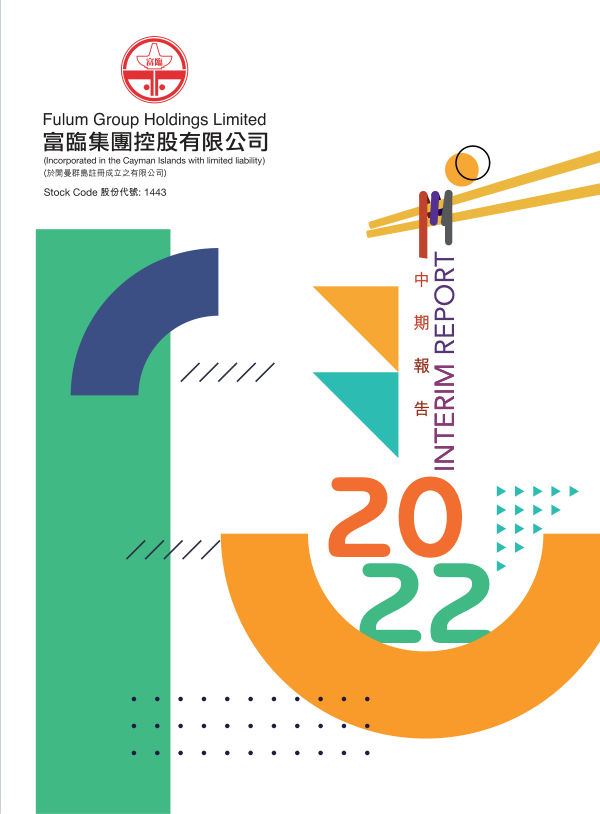 富臨
Fulum Group Holdings Limited
富臨集團控股有限公司
(Incorporated in the Cayman Islands with limited liability)
(於開曼群島註冊成立之有限公司)
Stock Code 股份代號: 1443
中期報告
INTERIM REPORT
20
22